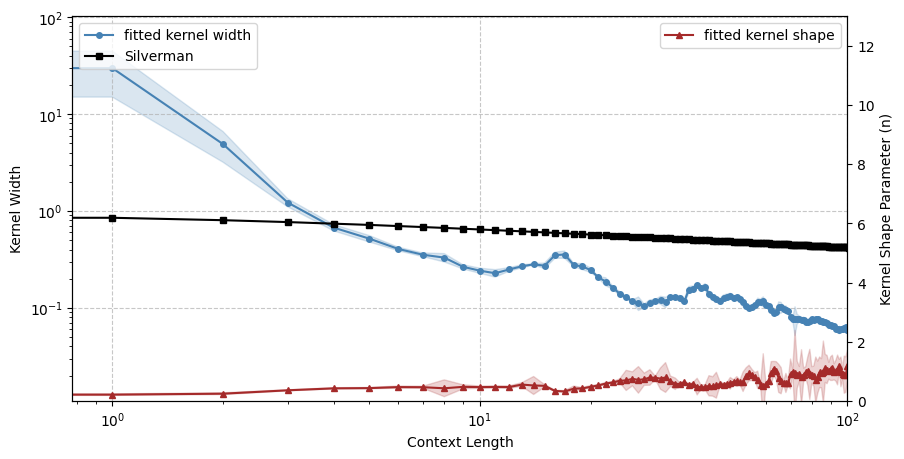 fitted kernel width
Silverman
fitted kernel shape
10²
10¹
10⁰
10⁻¹
Kernel Width
12
10
8
6
4
2
0
Kernel Shape Parameter (n)
10⁰
10¹
10²
Context Length